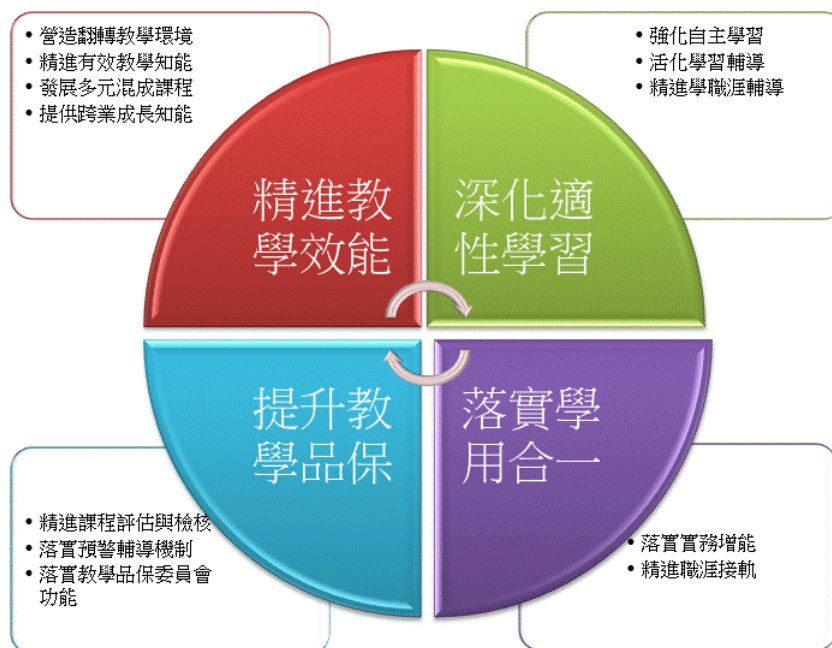 • 營造翻轉教學環境
• 精進有效教學知能
• 發展多元混成課程
• 提供跨業成長知能
• 強化自主學習
• 活化學習輔導
• 精進學職涯輔導
精進教
學效能
深化適
性學習
提升教
學品保
落實學
用合一
• 精進課程評估與檢核
• 落實預警輔導機制
• 落實教學品保委員會
功能
• 落實實務增能
• 精進職涯接軌